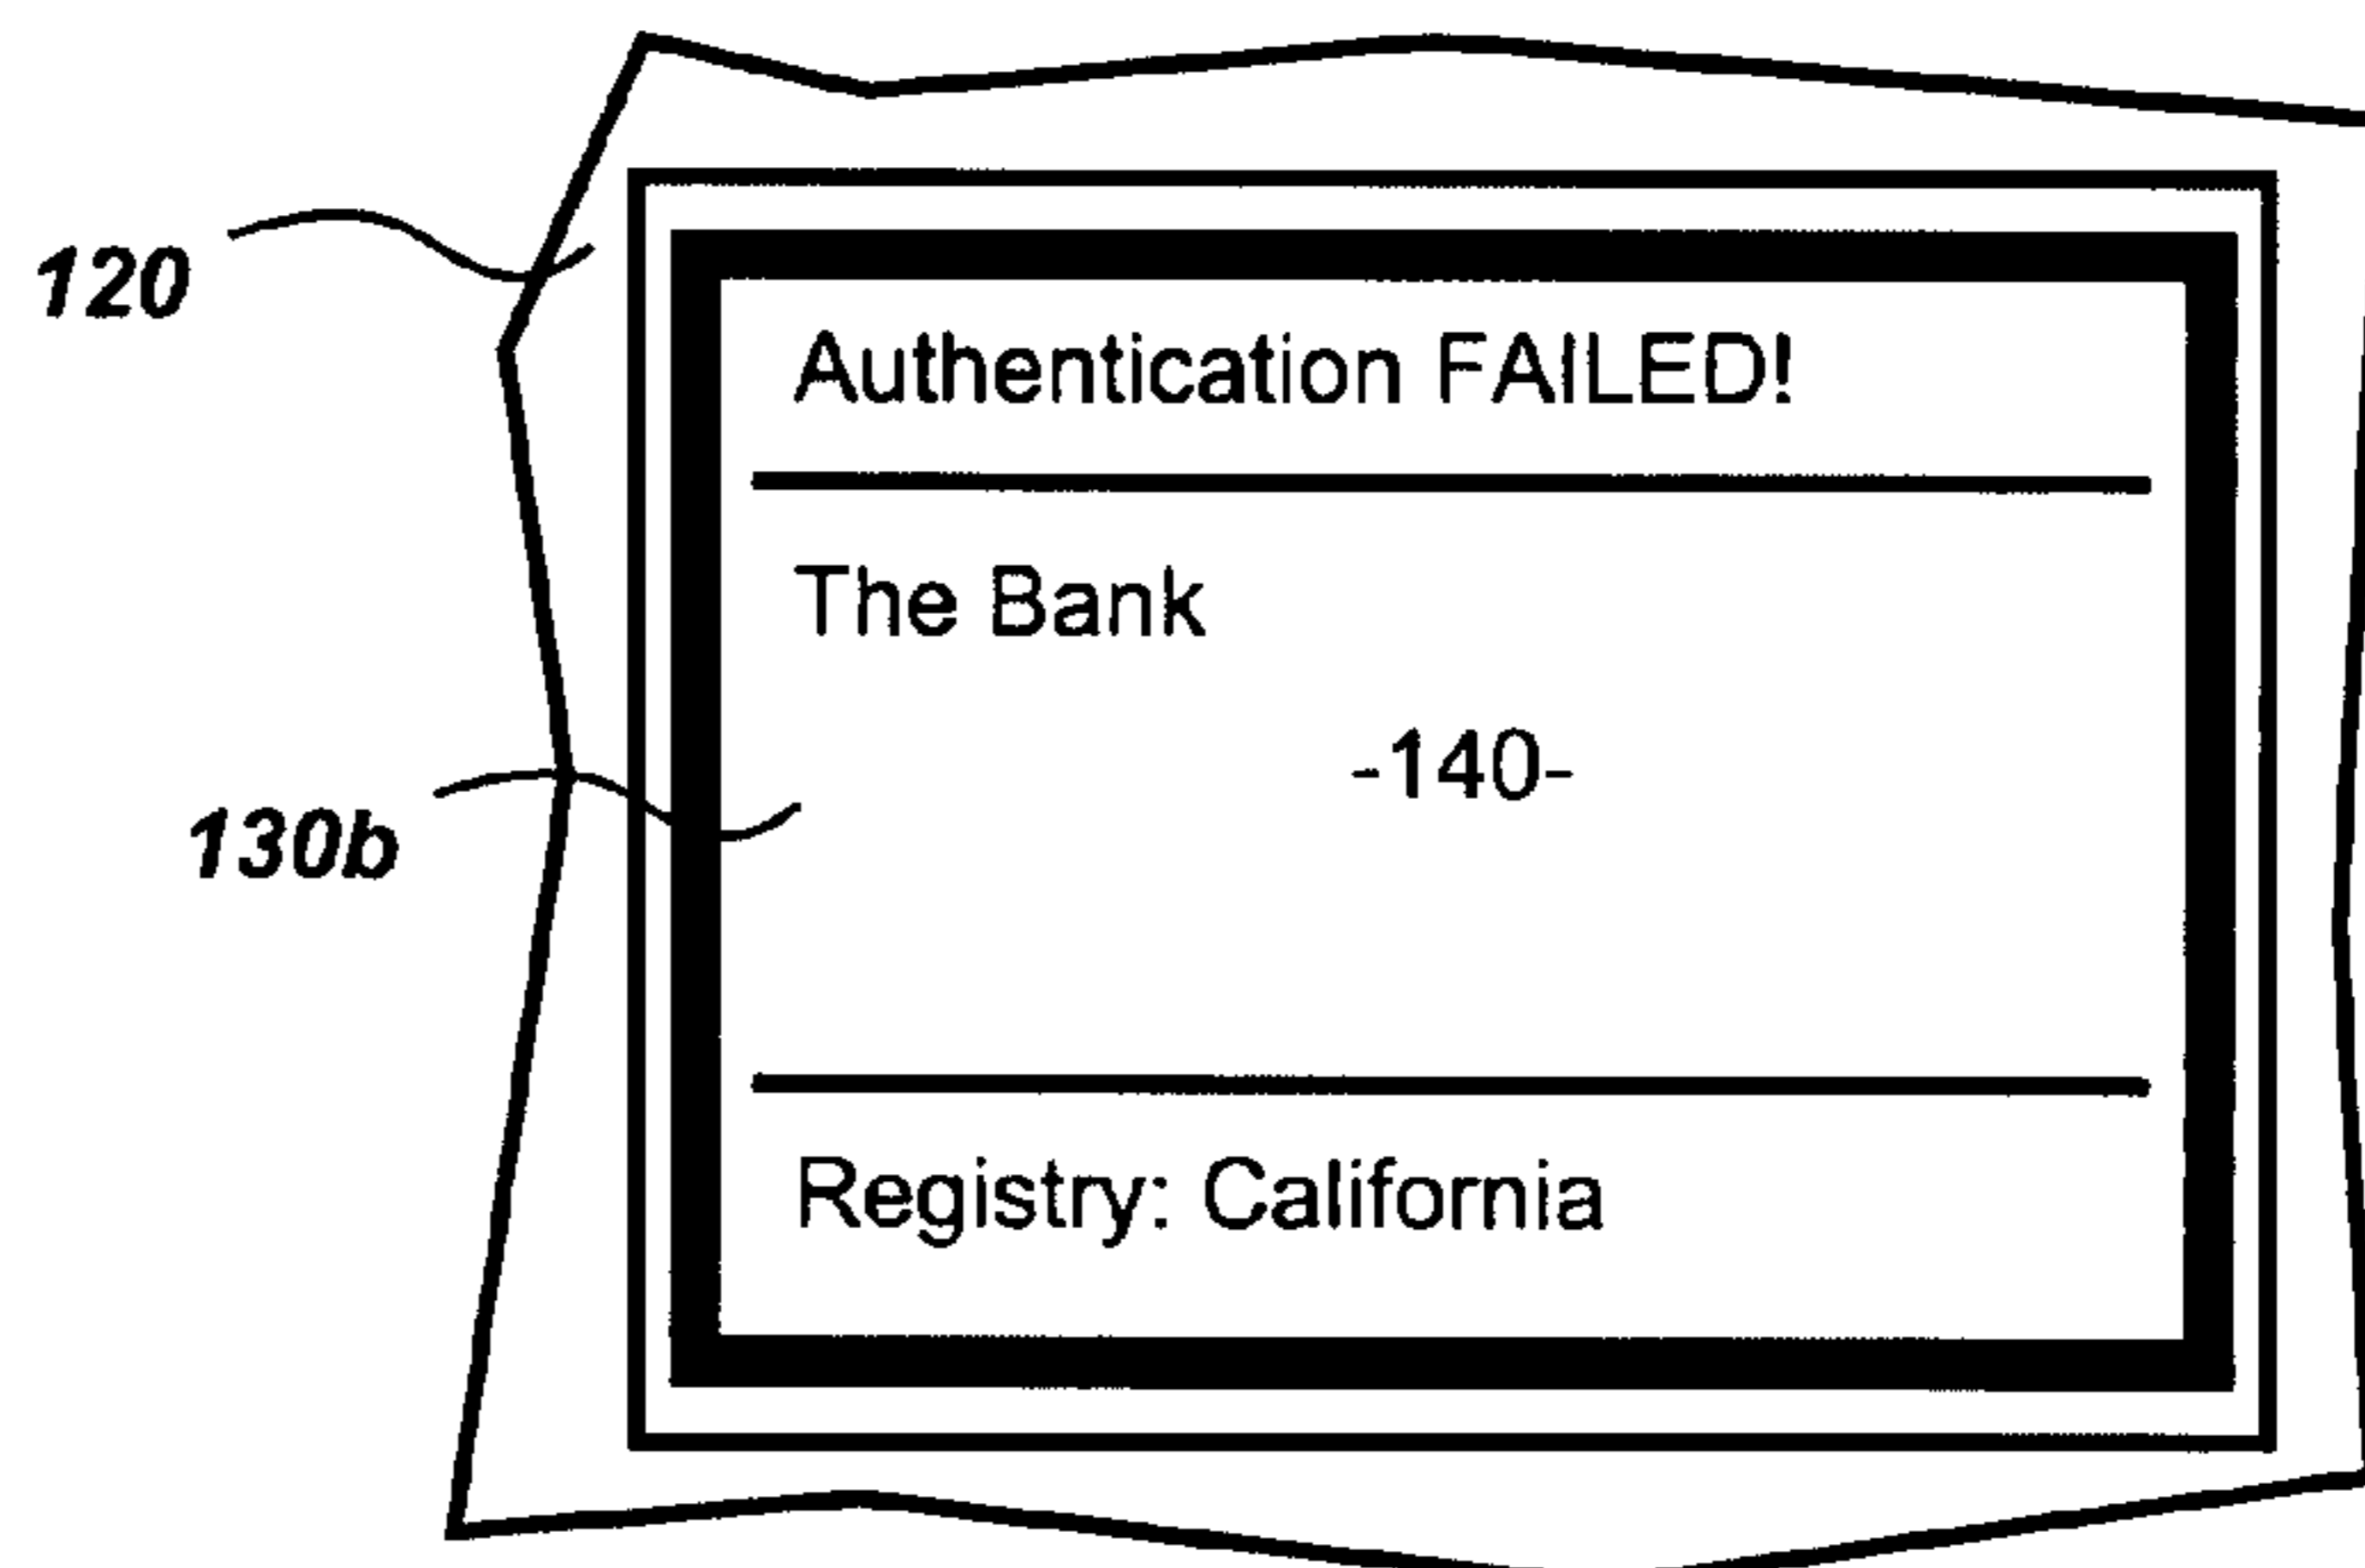 120
Authentication FAILED!
The Bank
-140-
130b
Registry: California